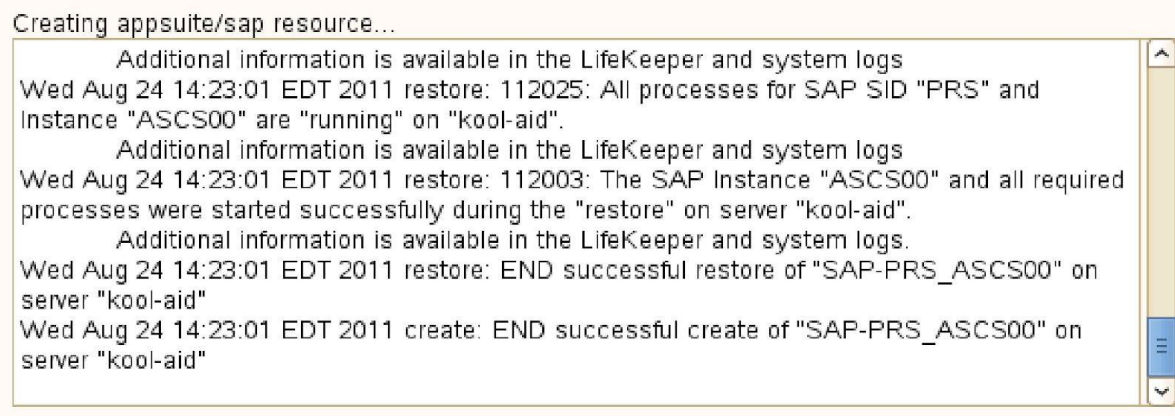 Creating appsuite/sap resource...
Additional information is available in the LifeKeeper and system logs
Wed Aug 24 14:23:01 EDT 2011 restore: 112025: All processes for SAP SID "PRS" and
Instance "ASCS00" are "running" on "kool-aid".
Additional information is available in the LifeKeeper and system logs
Wed Aug 24 14:23:01 EDT 2011 restore: 112003: The SAP Instance "ASCS00" and all required
processes were started successfully during the "restore" on server "kool-aid".
Additional information is available in the LifeKeeper and system logs.
Wed Aug 24 14:23:01 EDT 2011 restore: END successful restore of "SAP-PRS_ASCS00" on
server "kool-aid"
Wed Aug 24 14:23:01 EDT 2011 create: END successful create of "SAP-PRS_ASCS00" on
server "kool-aid"